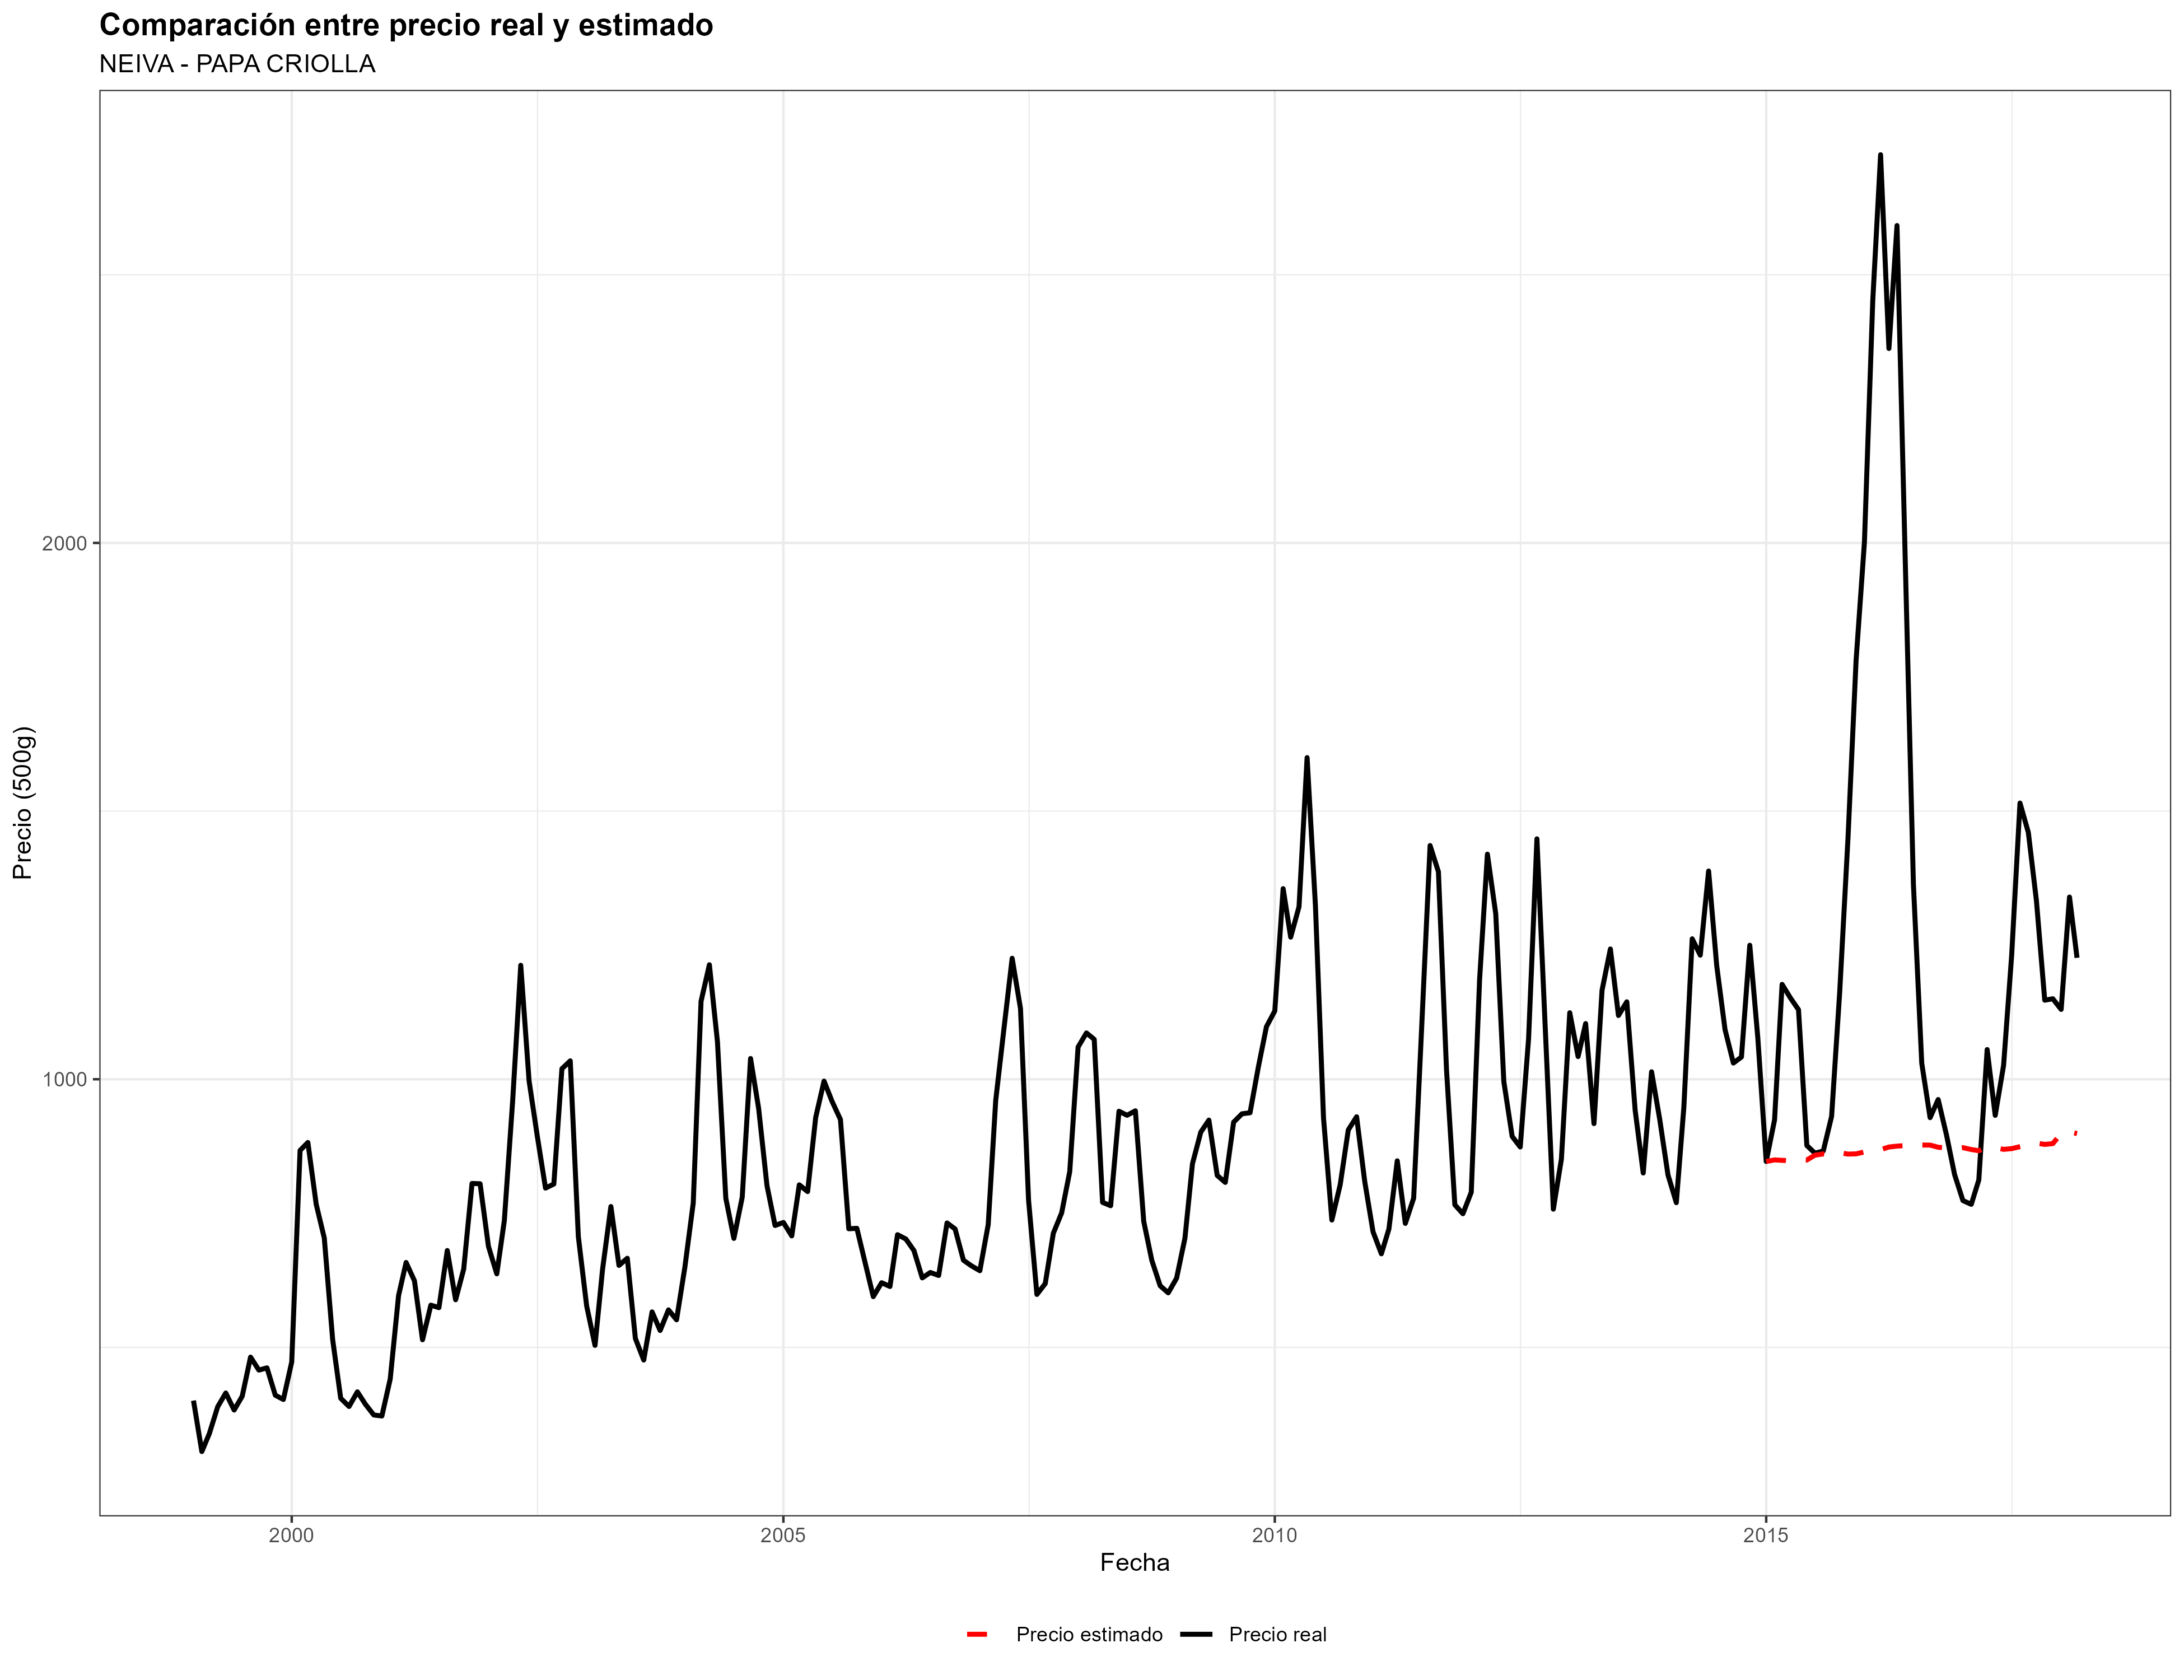 Comparación entre precio real y estimado
NEIVA - PAPA CRIOLLA
Precio (500g)
2000
1000
2000
2005
2010
2015
Fecha
Precio estimado
Precio real